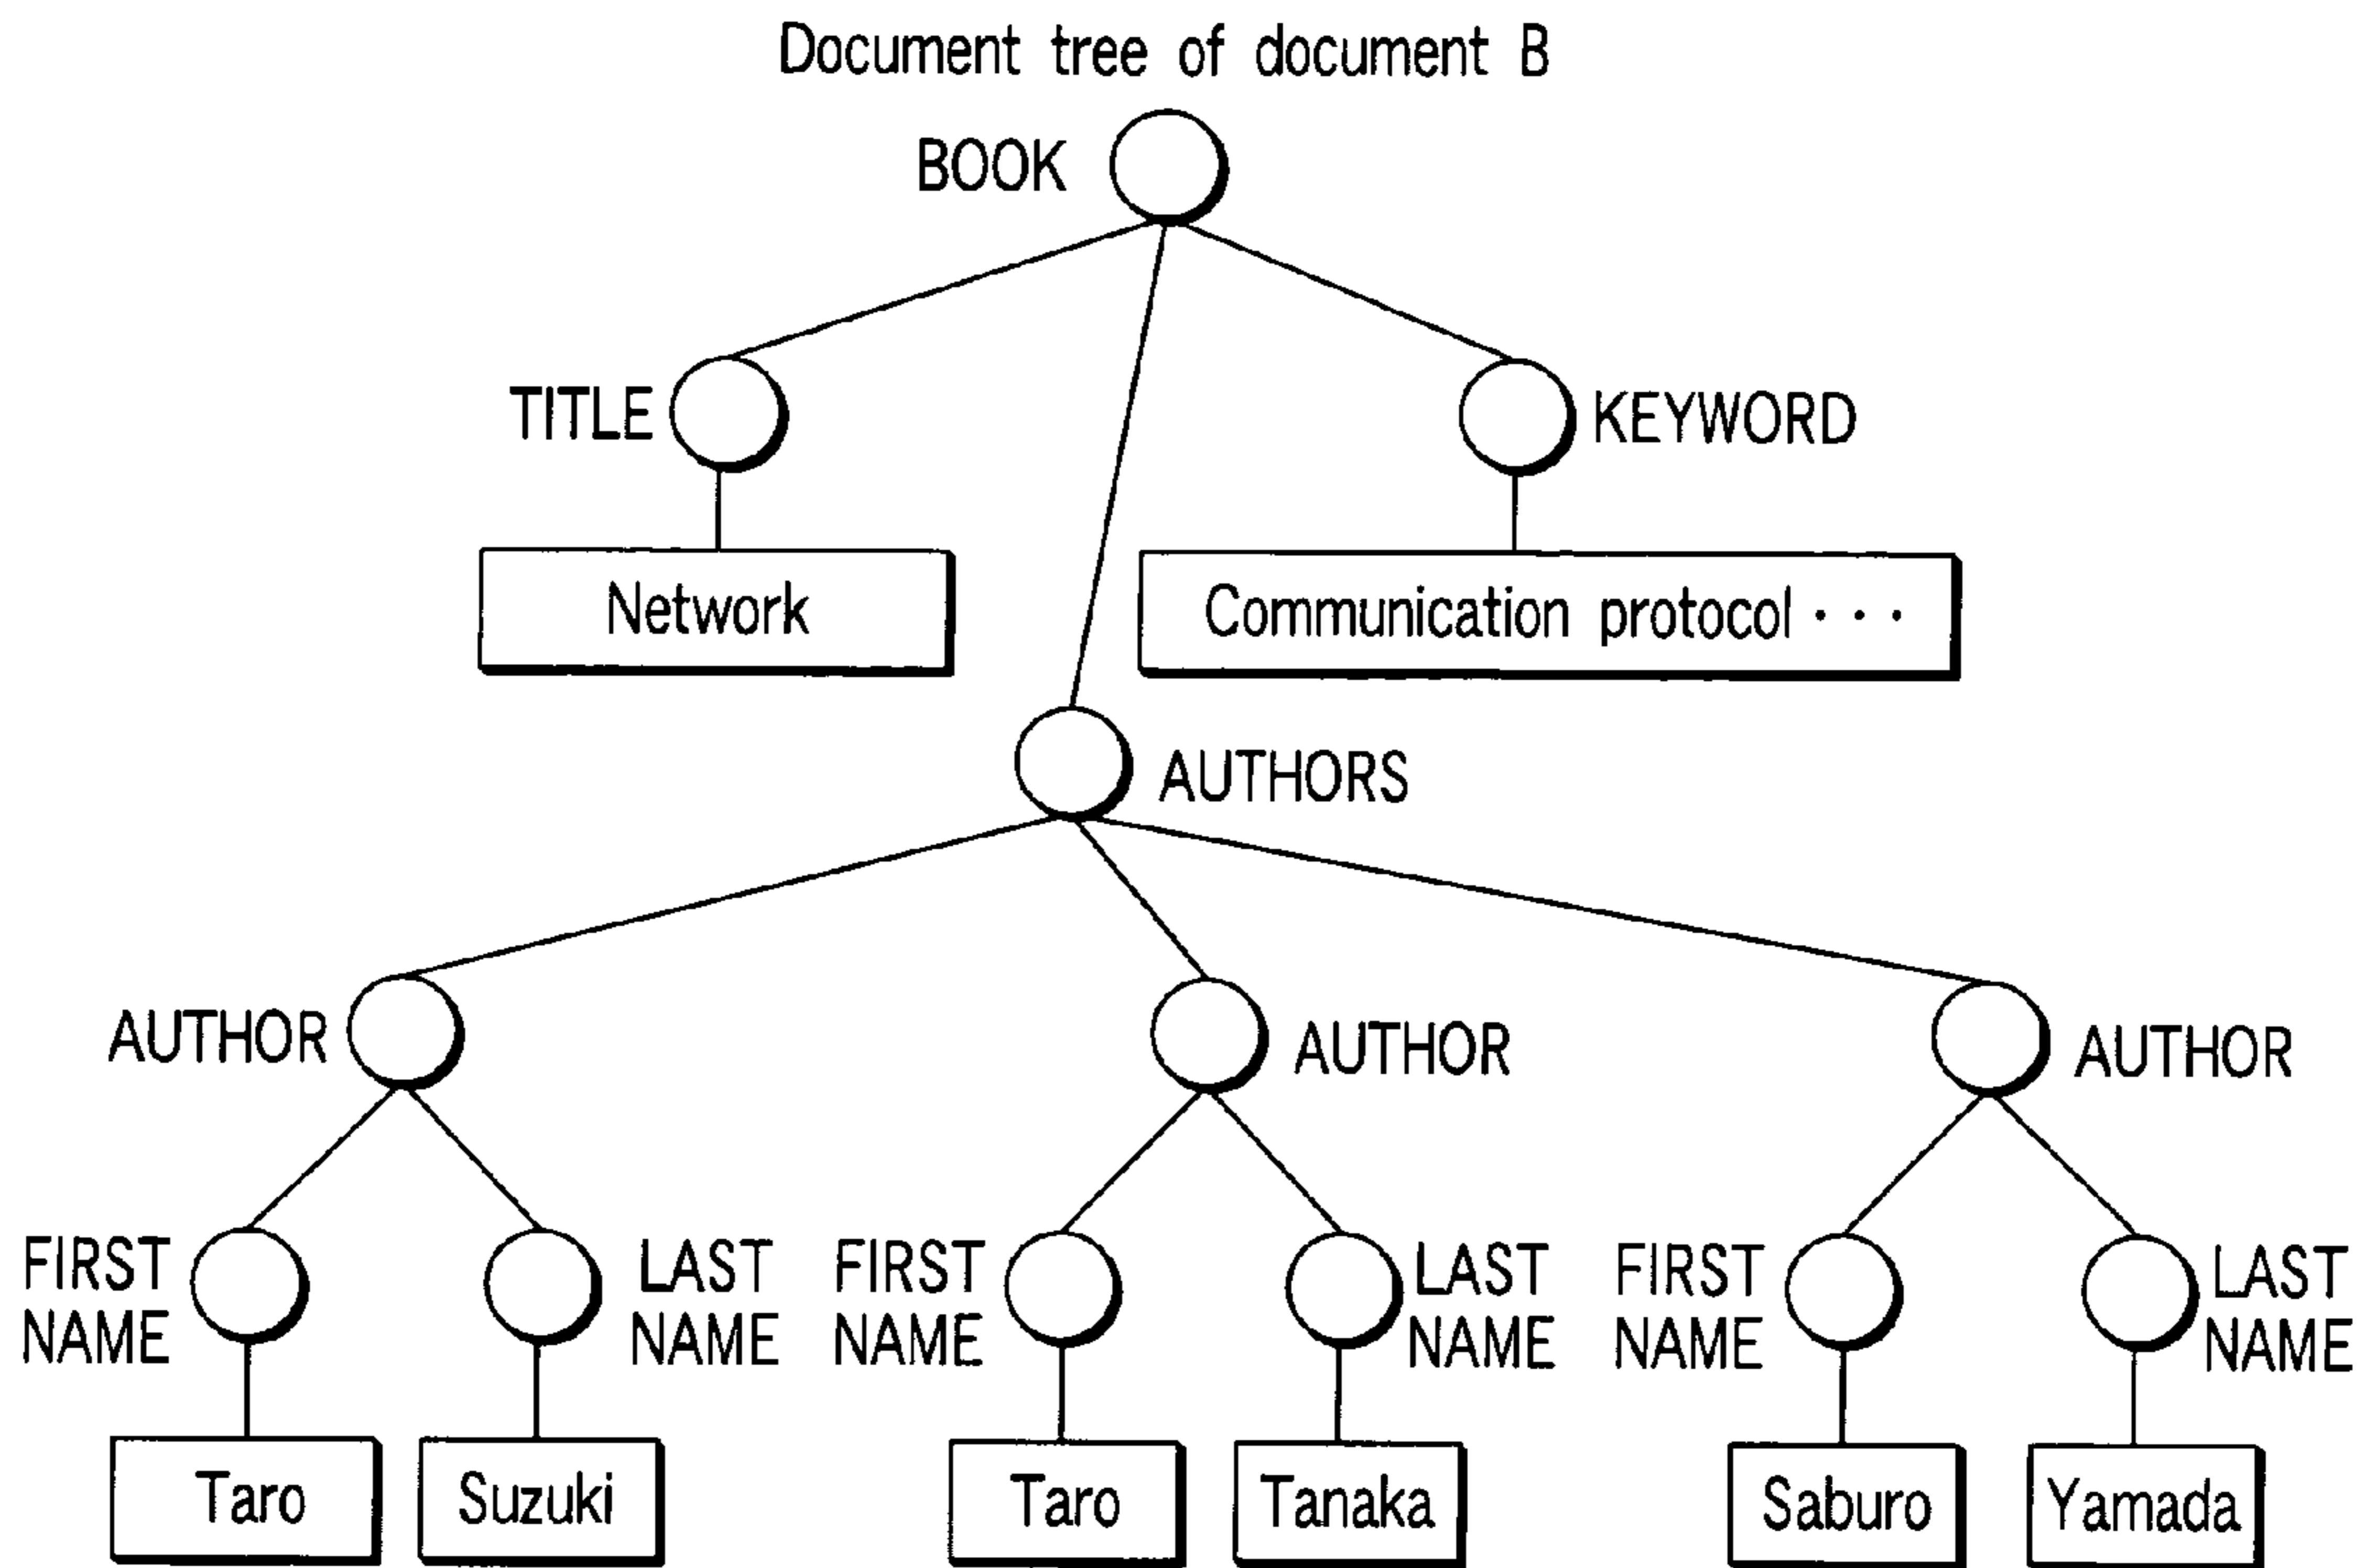 Document tree of document B
BOOK
TITLE
KEYWORD
Network
Communication protocol · · ·
AUTHORS
AUTHOR
AUTHOR
AUTHOR
FIRST
NAME
LAST
NAME
FIRST
NAME
LAST
NAME
FIRST
NAME
LAST
NAME
Taro
Suzuki
Taro
Tanaka
Saburo
Yamada